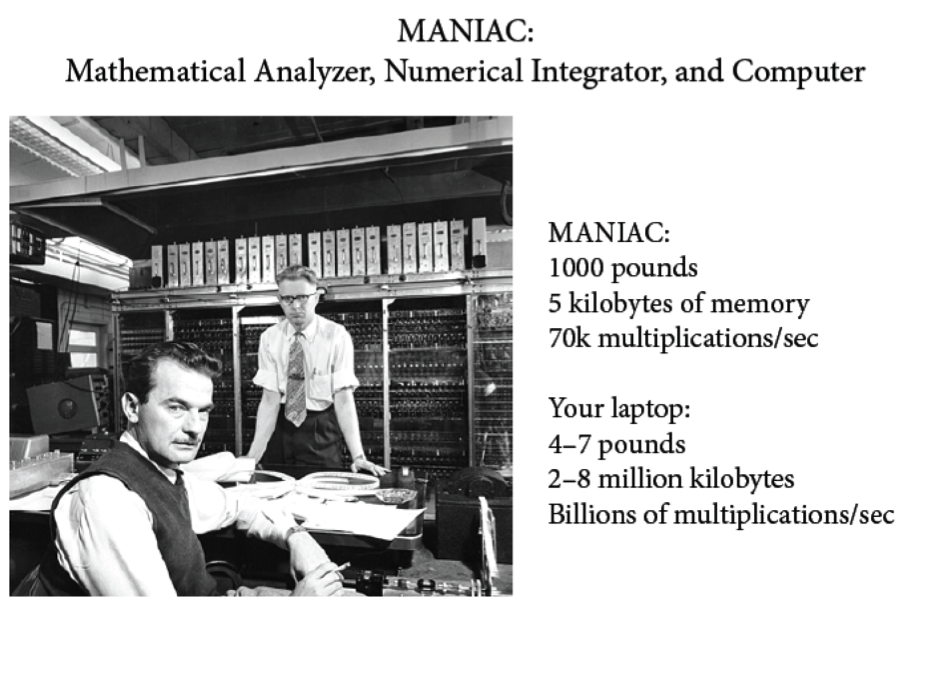 MANIAC:
Mathematical Analyzer, Numerical Integrator, and Computer
MANIAC:
1000 pounds
5 kilobytes of memory
70k multiplications/sec
Your laptop:
4–7 pounds
2–8 million kilobytes
Billions of multiplications/sec